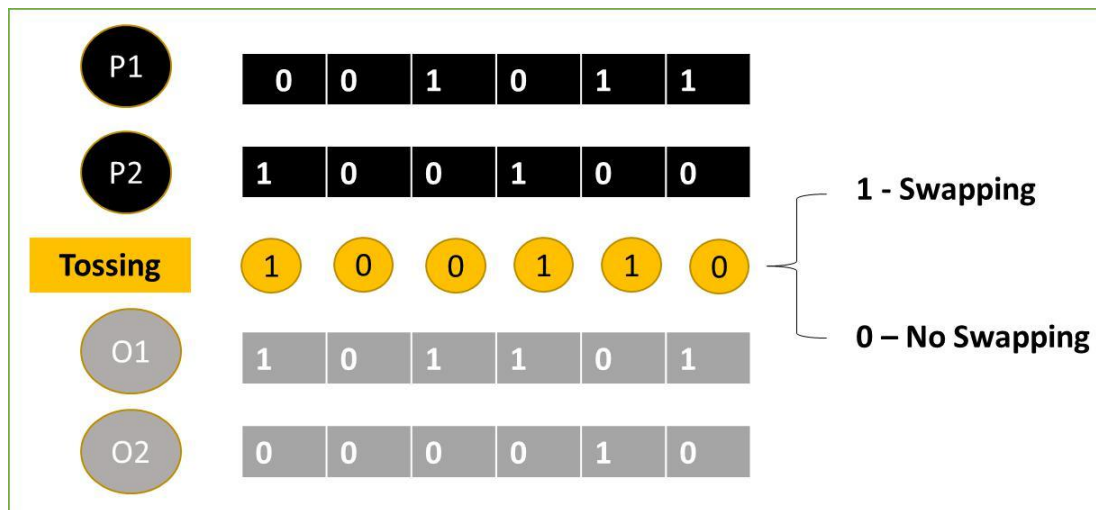 P1 0 0 1 0 1 1
P2 1 0 0 1 0 0
1 - Swapping
Tossing 1 0 0 1 1 0
0 – No Swapping
O1 1 0 1 1 0 1
O2 0 0 0 0 1 0